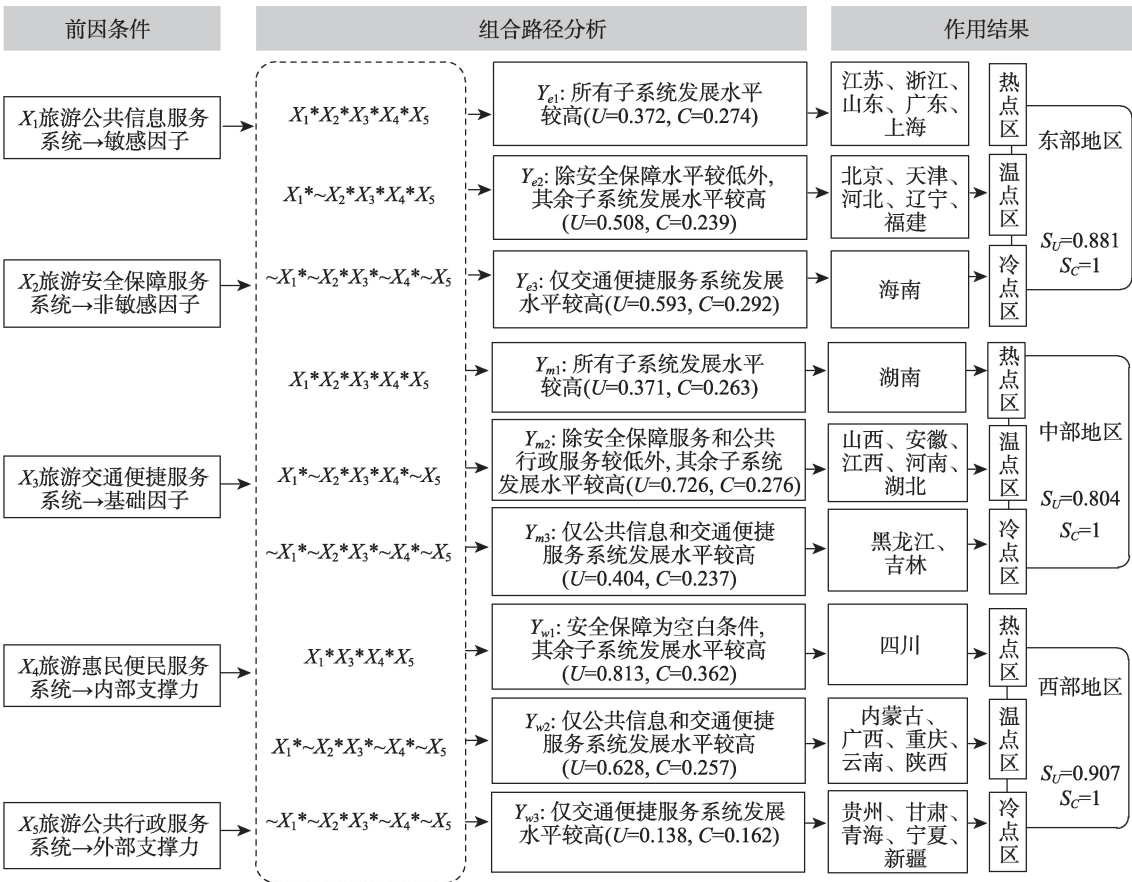 前因条件
组合路径分析
作用结果
X₁旅游公共信息服务
系统→敏感因子
X₂旅游安全保障服务
系统→非敏感因子
X₃旅游交通便捷服务
系统→基础因子
X₄旅游惠民便民服务
系统→内部支撑力
X₅旅游公共行政服务
系统→外部支撑力
X₁*X₂*X₃*X₄*X₅
Yₑ₁: 所有子系统发展水平
较高(U=0.372, C=0.274)
江苏、浙江、
山东、广东、
上海
热点区
X₁*~X₂*X₃*X₄*X₅
Yₑ₂: 除安全保障水平较低外,
其余子系统发展水平较高
(U=0.508, C=0.239)
北京、天津、
河北、辽宁、
福建
温点区
~X₁*~X₂*X₃*~X₄*~X₅
Yₑ₃: 仅交通便捷服务系统发展
水平较高(U=0.593, C=0.292)
海南
冷点区
东部地区
S_U=0.881
S_C=1
X₁*X₂*X₃*X₄*X₅
Yₘ₁: 所有子系统发展水平
较高(U=0.371, C=0.263)
湖南
热点区
X₁*~X₂*X₃*X₄*~X₅
Yₘ₂: 除安全保障服务和公共
行政服务较低外, 其余子系统
发展水平较高(U=0.726, C=0.276)
山西、安徽、
江西、河南、
湖北
温点区
~X₁*~X₂*X₃*~X₄*~X₅
Yₘ₃: 仅公共信息和交通便捷
服务系统发展水平较高
(U=0.404, C=0.237)
黑龙江、
吉林
冷点区
中部地区
S_U=0.804
S_C=1
X₁*X₃*X₄*X₅
Y_w1: 安全保障为空白条件,
其余子系统发展水平较高
(U=0.813, C=0.362)
四川
热点区
X₁*~X₂*X₃*~X₄*~X₅
Y_w2: 仅公共信息和交通便捷
服务系统发展水平较高
(U=0.628, C=0.257)
内蒙古、
广西、重庆、
云南、陕西
温点区
~X₁*~X₂*X₃*~X₄*~X₅
Y_w3: 仅交通便捷服务系统发展
水平较高(U=0.138, C=0.162)
贵州、甘肃、
青海、宁夏、
新疆
冷点区
西部地区
S_U=0.907
S_C=1